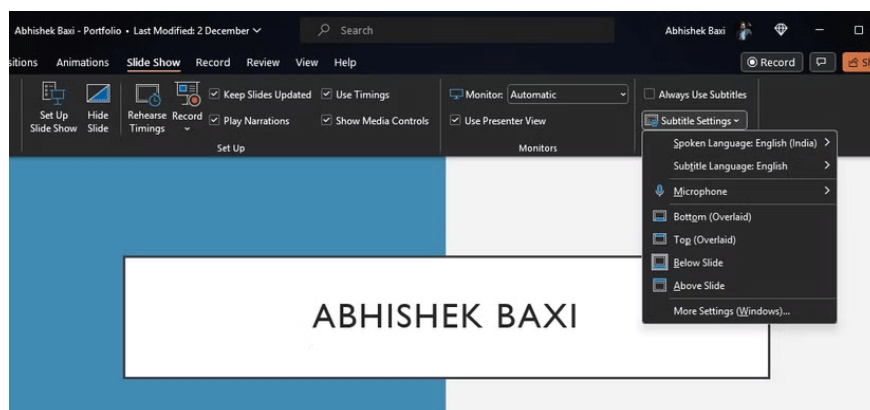 Abhishek Baxi - Portfolio • Last Modified: 2 December
Search
Abhishek Baxi
Animations
Slide Show
Record
Review
View
Help
Record
Set Up
Slide Show
Hide
Slide
Rehearse
Timings
Record
Keep Slides Updated
Play Narrations
Use Timings
Show Media Controls
Set Up
Monitor: Automatic
Use Presenter View
Monitors
Always Use Subtitles
Subtitle Settings
Spoken Language: English (India)
Subtitle Language: English
Microphone
Bottom (Overlaid)
Top (Overlaid)
Below Slide
Above Slide
More Settings (Windows)...
ABHISHEK BAXI